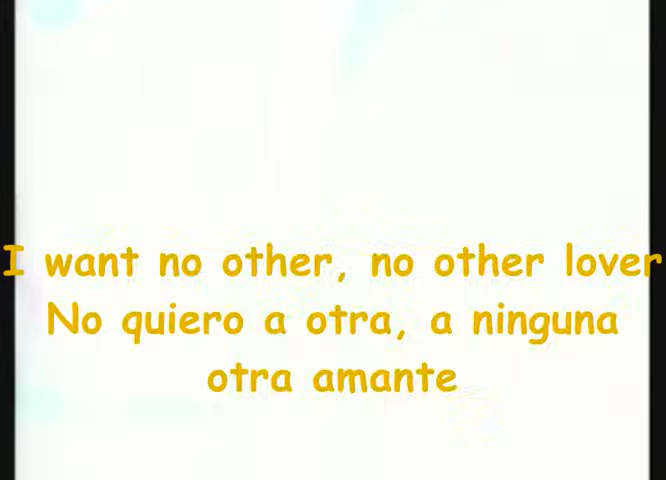 I want no other, no other lover
No quiero a otra, a ninguna
otra amante